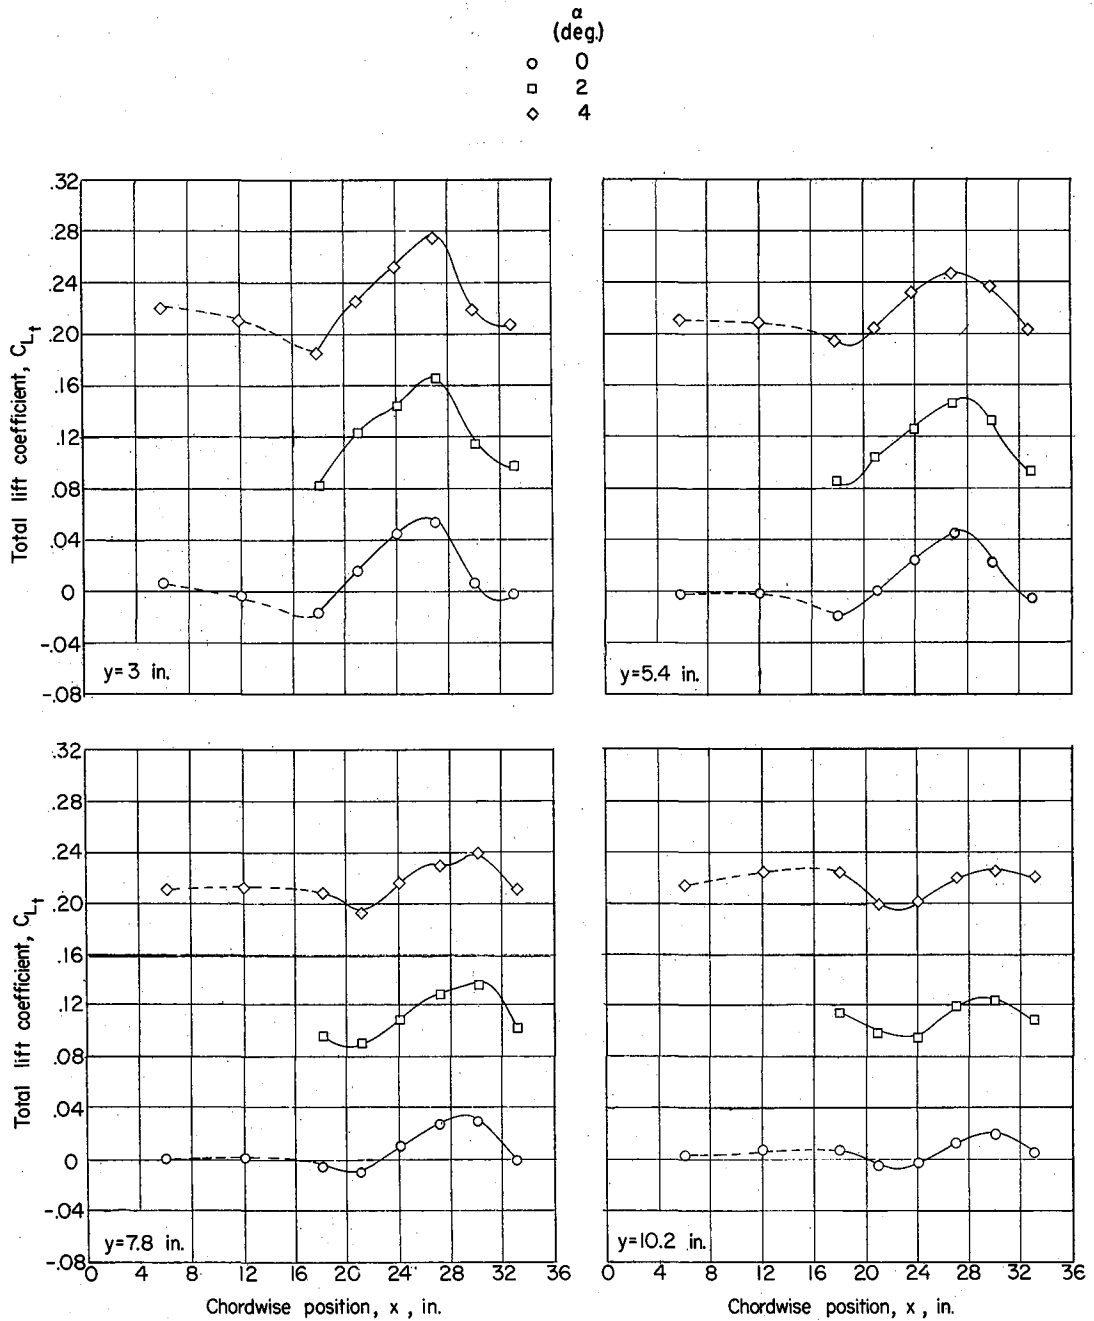 α
(deg.)
0
2
4
.32
.28
.24
.20
.16
.12
.08
.04
0
-.04
-.08
Total lift coefficient, CLt
y=3 in.
y=5.4 in.
.32
.28
.24
.20
.16
.12
.08
.04
0
-.04
-.08
Total lift coefficient, CLt
y=7.8 in.
y=10.2 in.
0 4 8 12 16 20 24 28 32 36
0 4 8 12 16 20 24 28 32 36
Chordwise position, x, in.
Chordwise position, x, in.